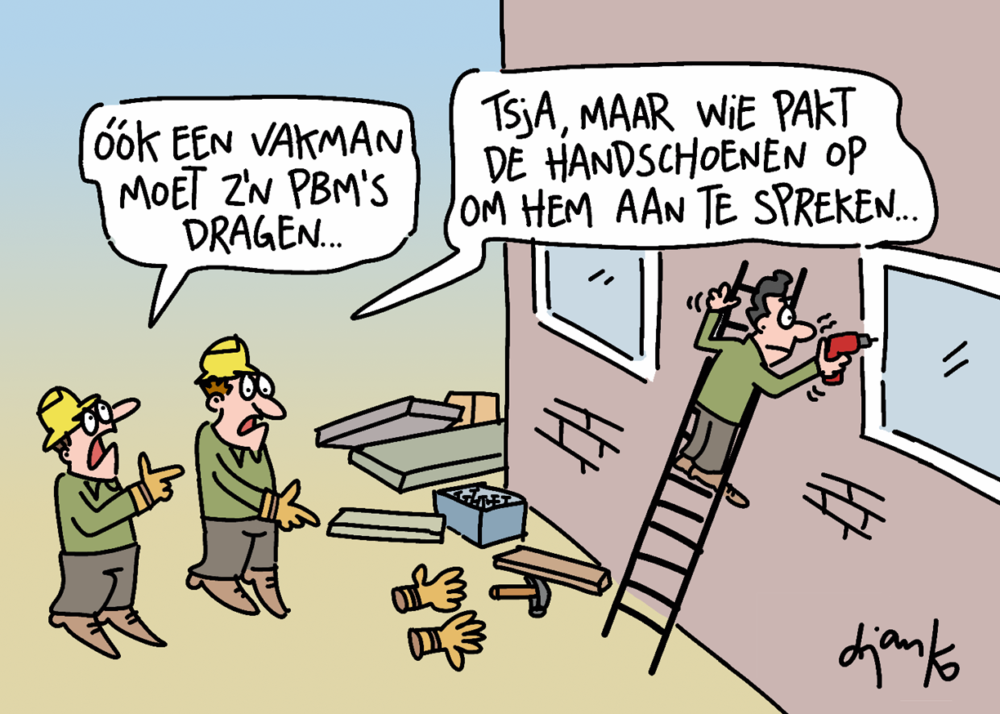 ÓÓK EEN VAKMAN
MOET Z'N PBM'S
DRAGEN...
TSJA, MAAR WIE PAKT
DE HANDSCHOENEN OP
OM HEM AAN TE SPREKEN...
djanko